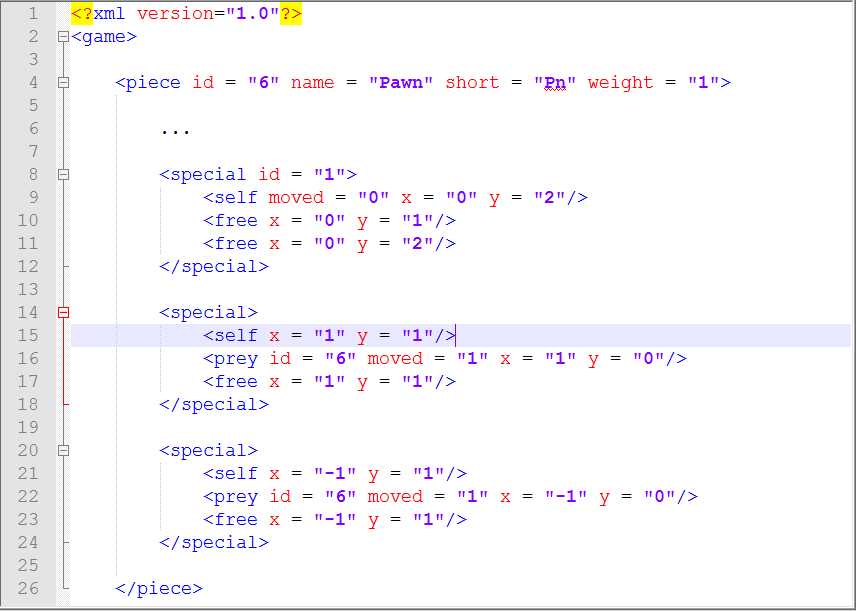 1 <?xml version="1.0"?>
2 <game>
3
4 <piece id = "6" name = "Pawn" short = "Pn" weight = "1">
5
6 ...
7
8 <special id = "1">
9 <self moved = "0" x = "0" y = "2"/>
10 <free x = "0" y = "1"/>
11 <free x = "0" y = "2"/>
12 </special>
13
14 <special>
15 <self x = "1" y = "1"/>
16 <prey id = "6" moved = "1" x = "1" y = "0"/>
17 <free x = "1" y = "1"/>
18 </special>
19
20 <special>
21 <self x = "-1" y = "1"/>
22 <prey id = "6" moved = "1" x = "-1" y = "0"/>
23 <free x = "-1" y = "1"/>
24 </special>
25
26 </piece>